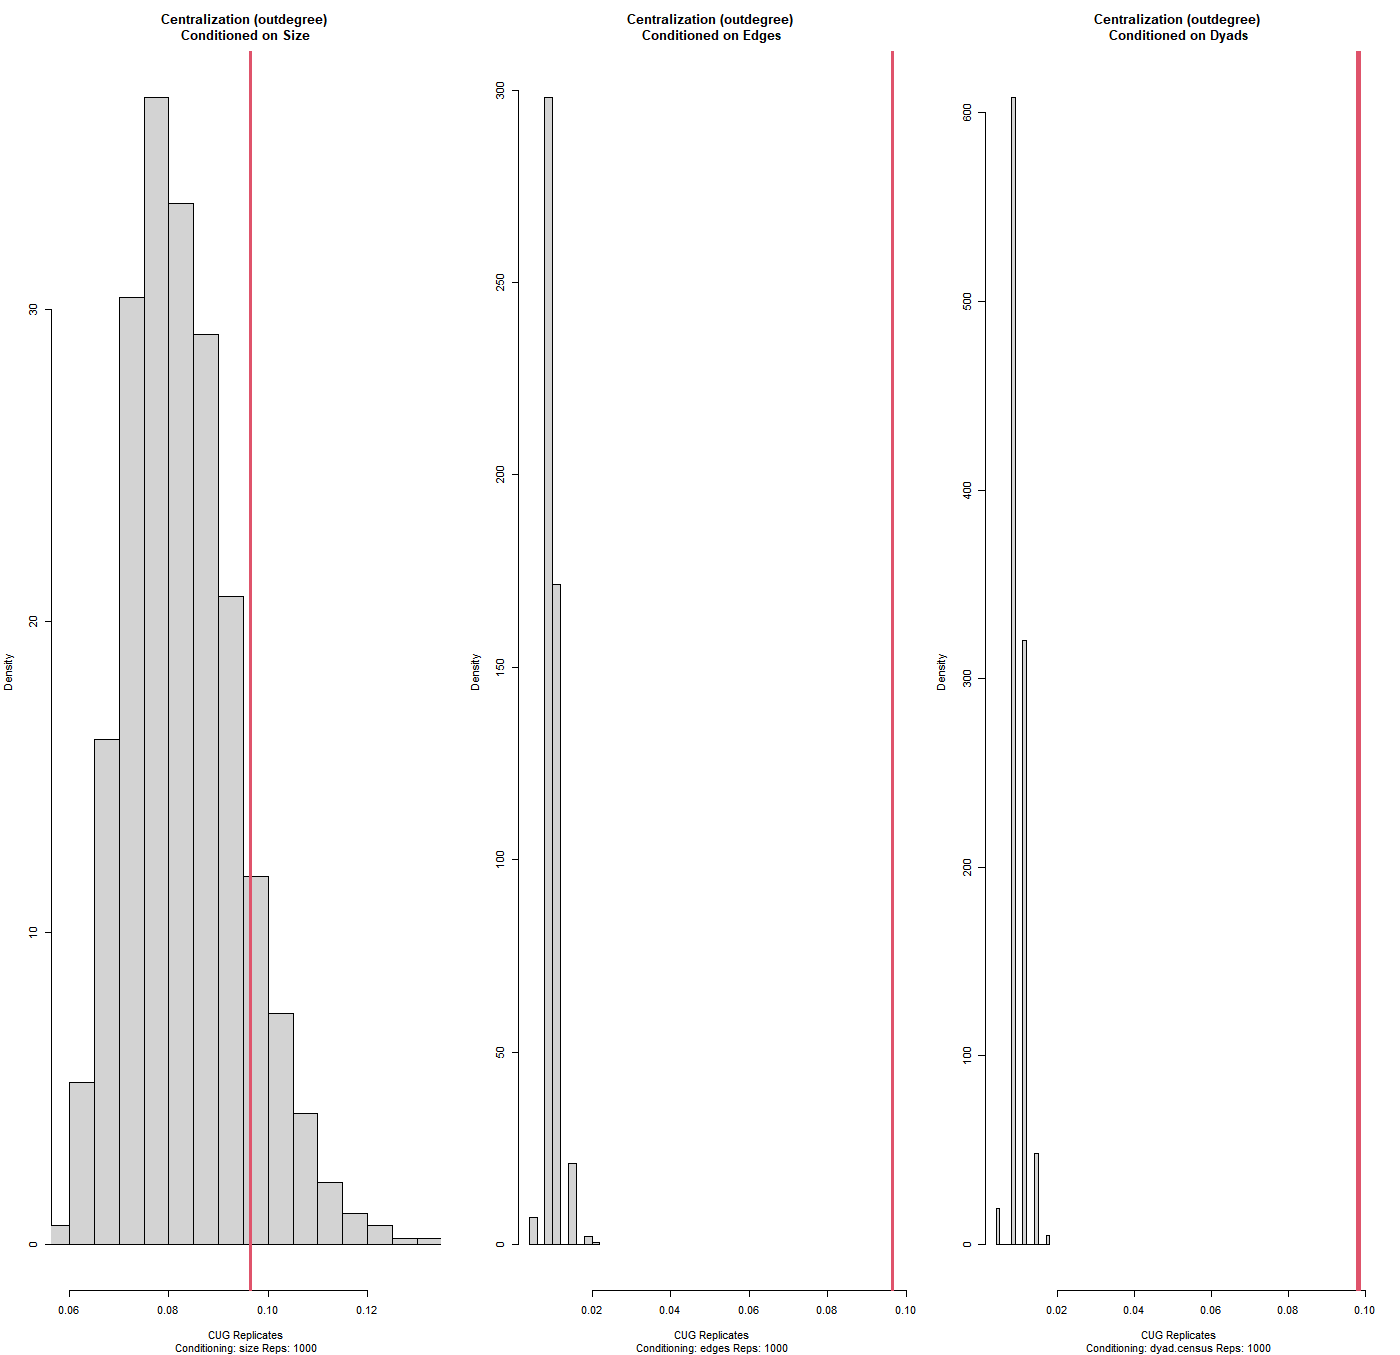 Centralization (outdegree)
Conditioned on Size
Density
0
10
20
30
0.06
0.08
0.10
0.12
CUG Replicates
Conditioning: size Reps: 1000
Centralization (outdegree)
Conditioned on Edges
Density
0
50
100
150
200
250
300
0.02
0.04
0.06
0.08
0.10
CUG Replicates
Conditioning: edges Reps: 1000
Centralization (outdegree)
Conditioned on Dyads
Density
0
100
200
300
400
500
600
0.02
0.04
0.06
0.08
0.10
CUG Replicates
Conditioning: dyad.census Reps: 1000